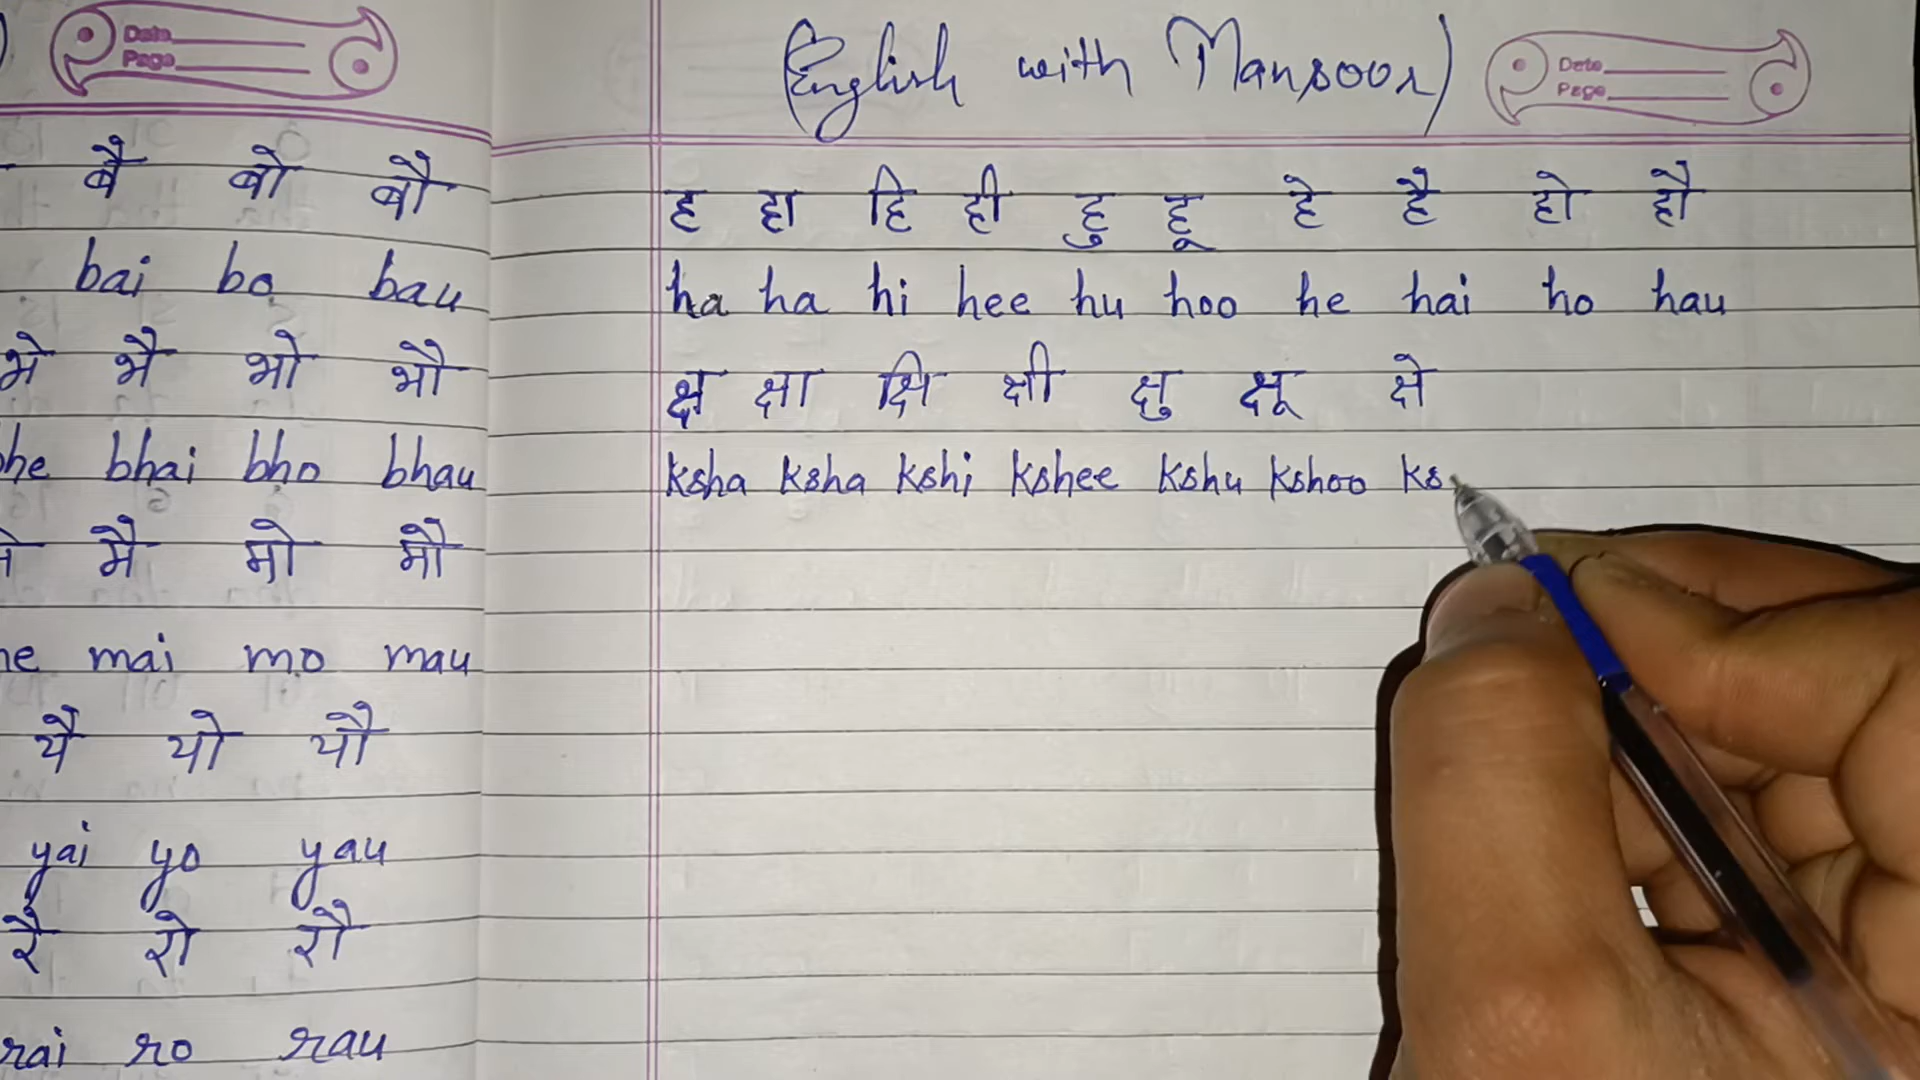 Date
Page
बै बो बौ
bai bo bau
भे भै भो भौ
bhai bho bhau
मै मो मौ
mai mo mau
यै यो यौ
yai yo yau
रै रो रौ
rai ro rau
(English with Mansoor)
Date
Page
ह हा हि ही हु हू हे है हो हौ
ha ha hi hee hu hoo he hai ho hau
क्ष क्षा क्षि क्षी क्षु क्षू क्षे
ksha ksha kshi kshee kshu kshoo ks